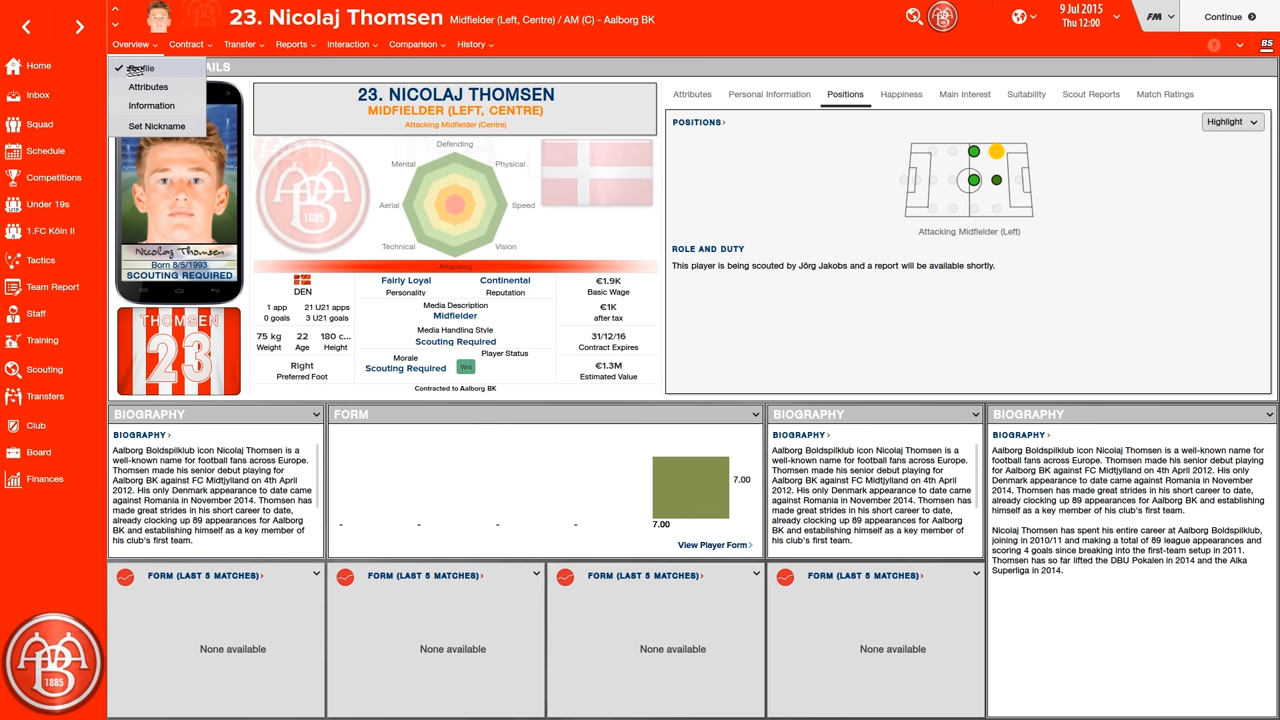 23. Nicolaj Thomsen Midfielder (Left, Centre) / AM (C) - Aalborg BK
9 Jul 2015
Thu 12:00
FM
Continue
Overview Contract Transfer Reports Interaction Comparison History
?
BS
Home
Inbox
Squad
Schedule
Competitions
Under 19s
1.FC Köln II
Tactics
Team Report
Staff
Training
Scouting
Transfers
Club
Board
Finances
1885
Attributes
Information
Set Nickname
AILS
Nicolaj Thomsen
Born 8/5/1993
SCOUTING REQUIRED
THOMSEN
23
23. NICOLAJ THOMSEN
MIDFIELDER (LEFT, CENTRE)
Attacking Midfielder (Centre)
1885
Defending
Mental Physical
Aerial Speed
Technical Vision
Attacking
DEN
1 app 21 U21 apps
0 goals 3 U21 goals
75 kg 22 180 c...
Weight Age Height
Right
Preferred Foot
Fairly Loyal Continental
Personality Reputation
Media Description
Midfielder
Media Handling Style
Scouting Required
Morale Player Status
Scouting Required Wnt
Contracted to Aalborg BK
€1.9K
Basic Wage
€1K
after tax
31/12/16
Contract Expires
€1.3M
Estimated Value
Attributes Personal Information Positions Happiness Main Interest Suitability Scout Reports Match Ratings
POSITIONS
Highlight
Attacking Midfielder (Left)
ROLE AND DUTY
This player is being scouted by Jörg Jakobs and a report will be available shortly.
BIOGRAPHY
BIOGRAPHY
Aalborg Boldspilklub icon Nicolaj Thomsen is a
well-known name for football fans across Europe.
Thomsen made his senior debut playing for
Aalborg BK against FC Midtjylland on 4th April
2012. His only Denmark appearance to date came
against Romania in November 2014. Thomsen has
made great strides in his short career to date,
already clocking up 89 appearances for Aalborg
BK and establishing himself as a key member of
his club's first team.
FORM
- - - -
7.00
7.00
View Player Form
BIOGRAPHY
BIOGRAPHY
Aalborg Boldspilklub icon Nicolaj Thomsen is a
well-known name for football fans across Europe.
Thomsen made his senior debut playing for
Aalborg BK against FC Midtjylland on 4th April
2012. His only Denmark appearance to date came
against Romania in November 2014. Thomsen has
made great strides in his short career to date,
already clocking up 89 appearances for Aalborg
BK and establishing himself as a key member of
his club's first team.
BIOGRAPHY
BIOGRAPHY
Aalborg Boldspilklub icon Nicolaj Thomsen is a well-known name for
football fans across Europe. Thomsen made his senior debut playing
for Aalborg BK against FC Midtjylland on 4th April 2012. His only
Denmark appearance to date came against Romania in November
2014. Thomsen has made great strides in his short career to date,
already clocking up 89 appearances for Aalborg BK and establishing
himself as a key member of his club's first team.
Nicolaj Thomsen has spent his entire career at Aalborg Boldspilklub,
joining in 2010/11 and making a total of 89 league appearances and
scoring 4 goals since breaking into the first-team setup in 2011.
Thomsen has so far lifted the DBU Pokalen in 2014 and the Alka
Superliga in 2014.
FORM (LAST 5 MATCHES)
None available
FORM (LAST 5 MATCHES)
None available
FORM (LAST 5 MATCHES)
None available
FORM (LAST 5 MATCHES)
None available